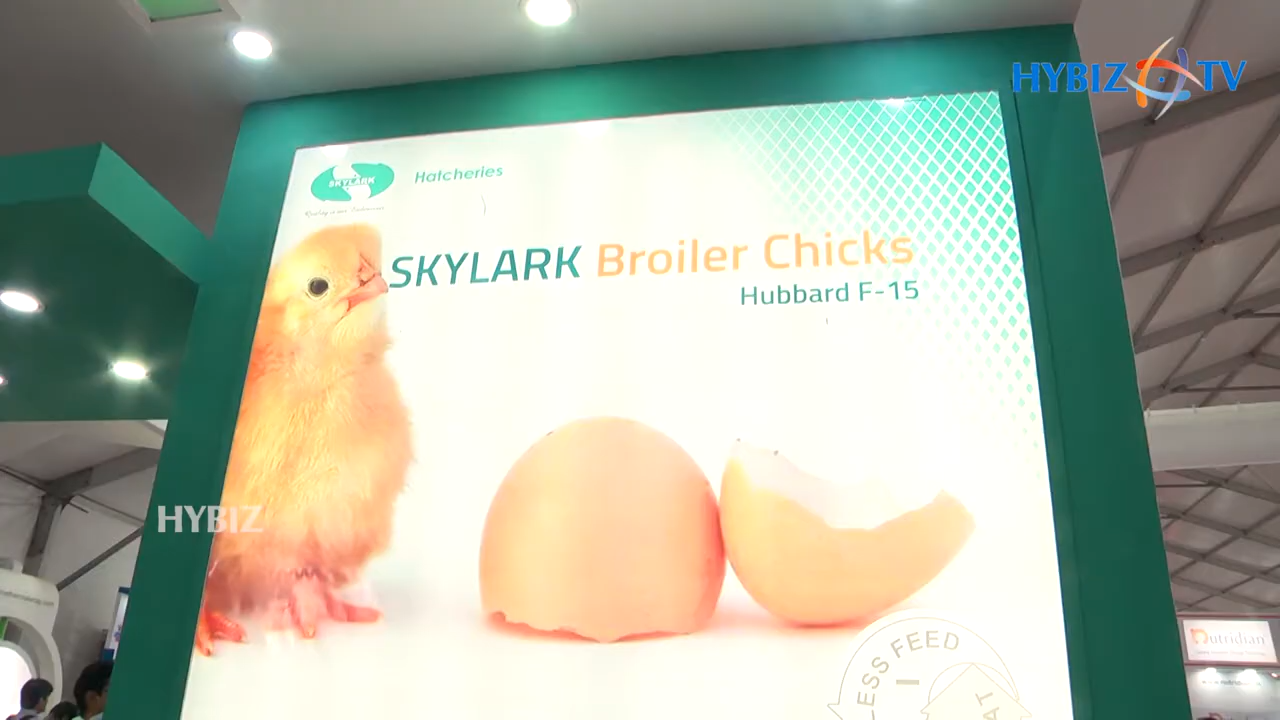 HYBIZ TV
SKYLARK
Hatcheries
SKYLARK Broiler Chicks
Hubbard F-15
HYBIZ
LESS FEED
Nutridian